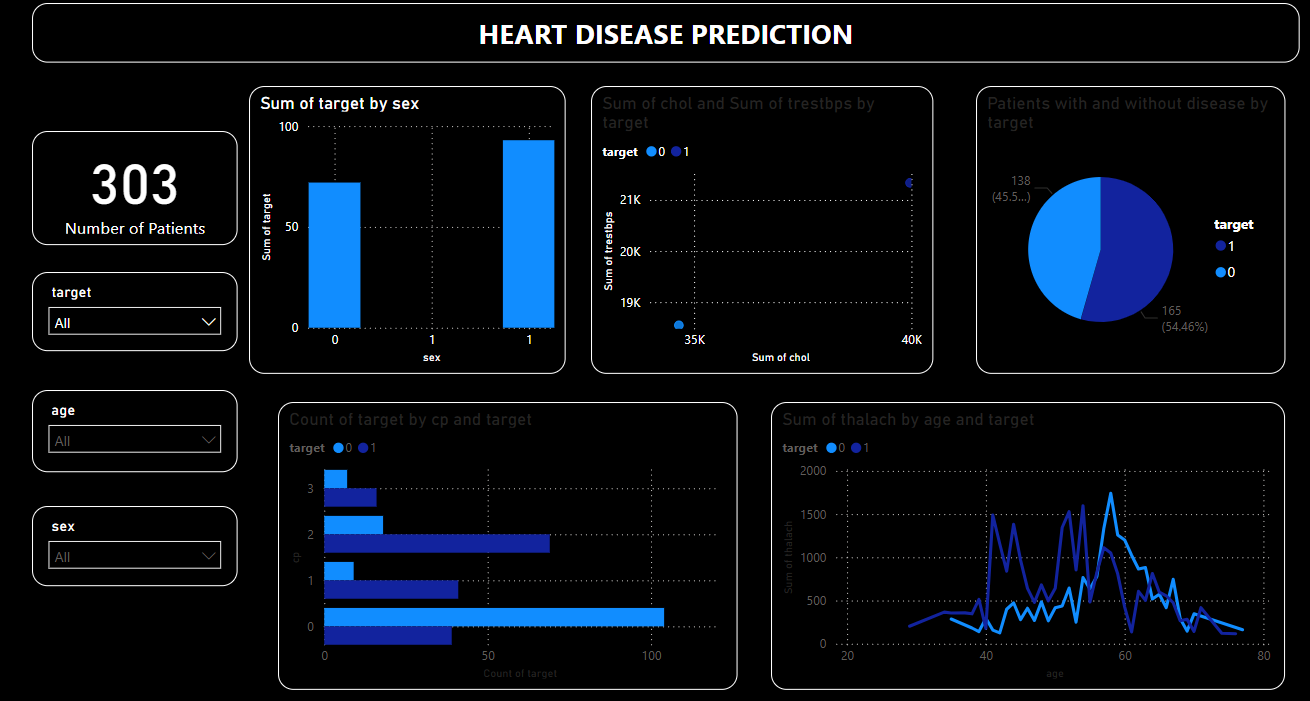 HEART DISEASE PREDICTION
303
Number of Patients
target
All
age
All
sex
All
Sum of target by sex
100
50
0
Sum of target
0
1
1
sex
Sum of chol and Sum of trestbps by
target
target 0 1
21K
20K
19K
Sum of trestbps
35K
40K
Sum of chol
Patients with and without disease by
target
138
(45.5...)
165
(54.46%)
target
1
0
Count of target by cp and target
target 0 1
3
2
1
0
cp
0
50
100
Count of target
Sum of thalach by age and target
target 0 1
2000
1500
1000
500
0
Sum of thalach
20
40
60
80
age